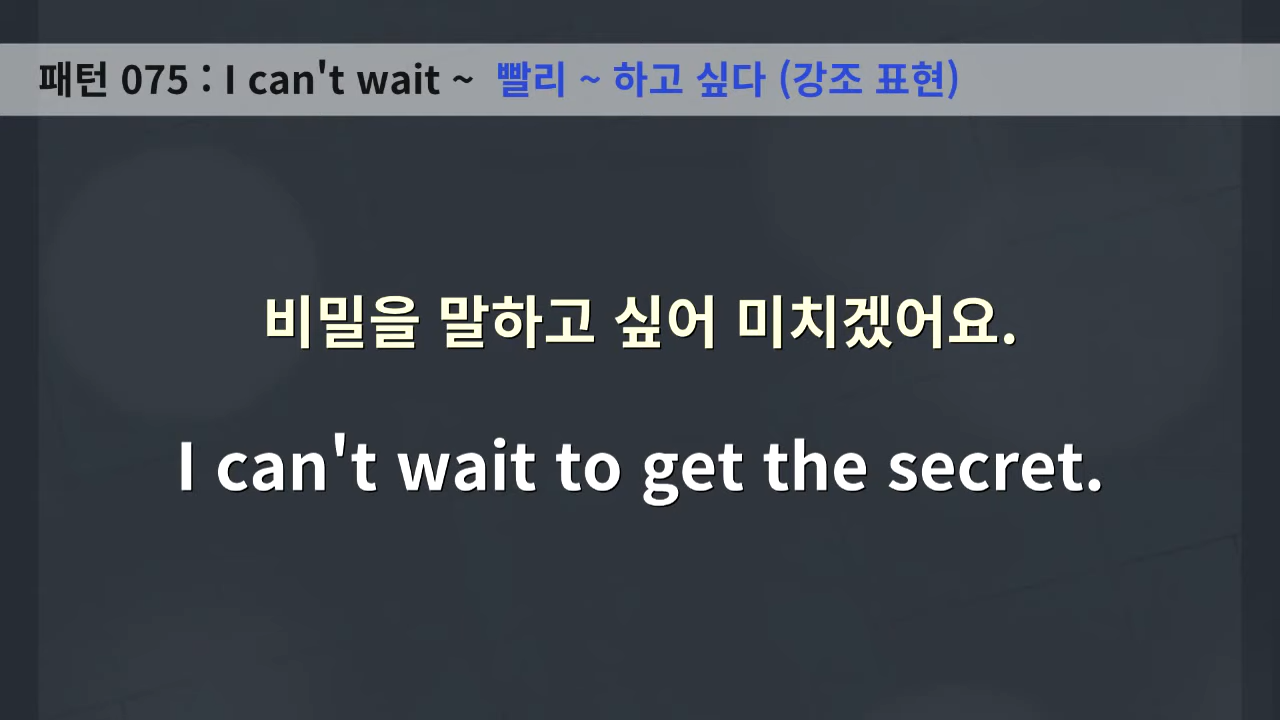 패턴 075 : I can't wait ~ 빨리 ~ 하고 싶다 (강조 표현)
비밀을 말하고 싶어 미치겠어요.
I can't wait to get the secret.